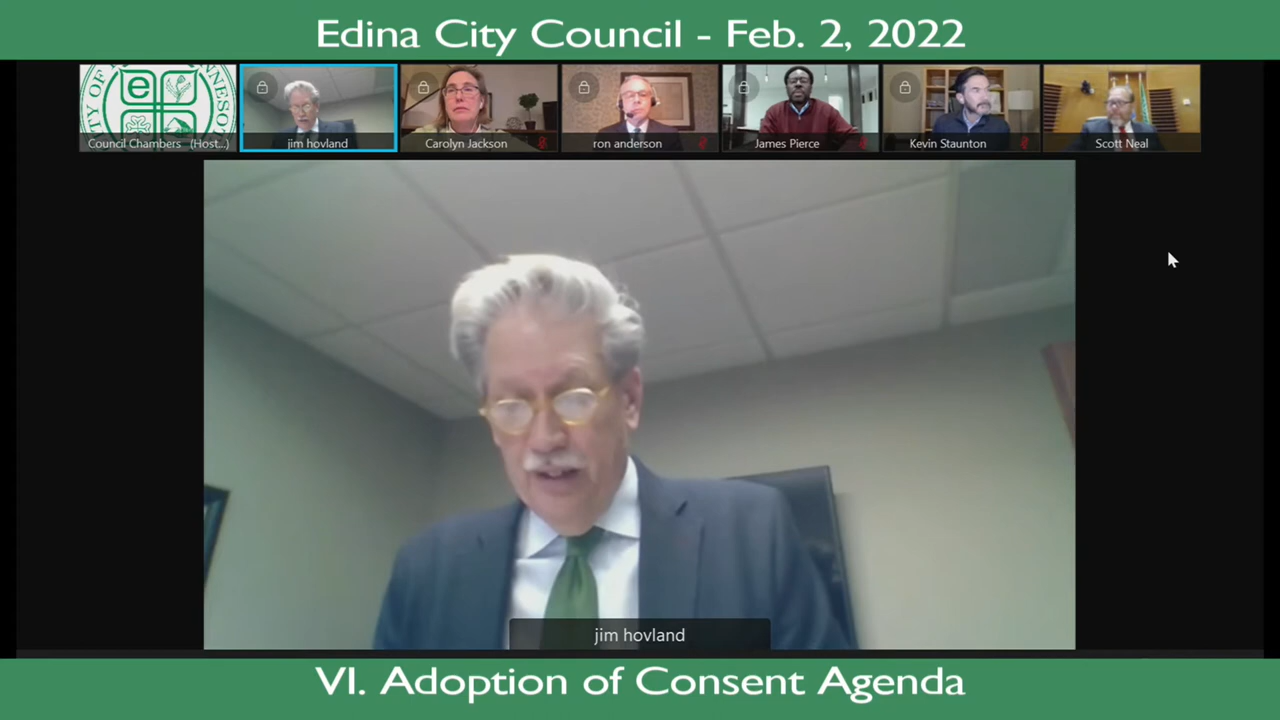 Edina City Council - Feb. 2, 2022
Council Chambers (Host...)
jim hovland
Carolyn Jackson
ron anderson
James Pierce
Kevin Staunton
Scott Neal
jim hovland
VI. Adoption of Consent Agenda